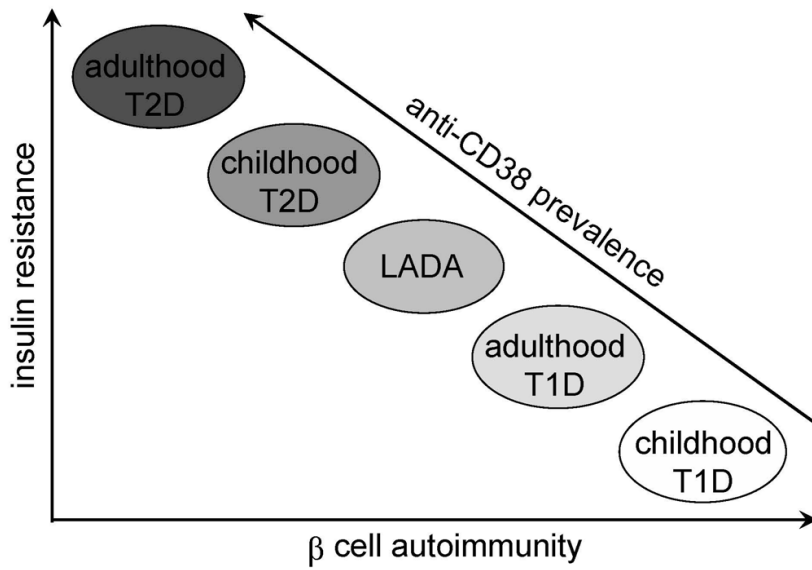 adulthood
T2D
childhood
T2D
LADA
adulthood
T1D
childhood
T1D
anti-CD38 prevalence
insulin resistance
β cell autoimmunity